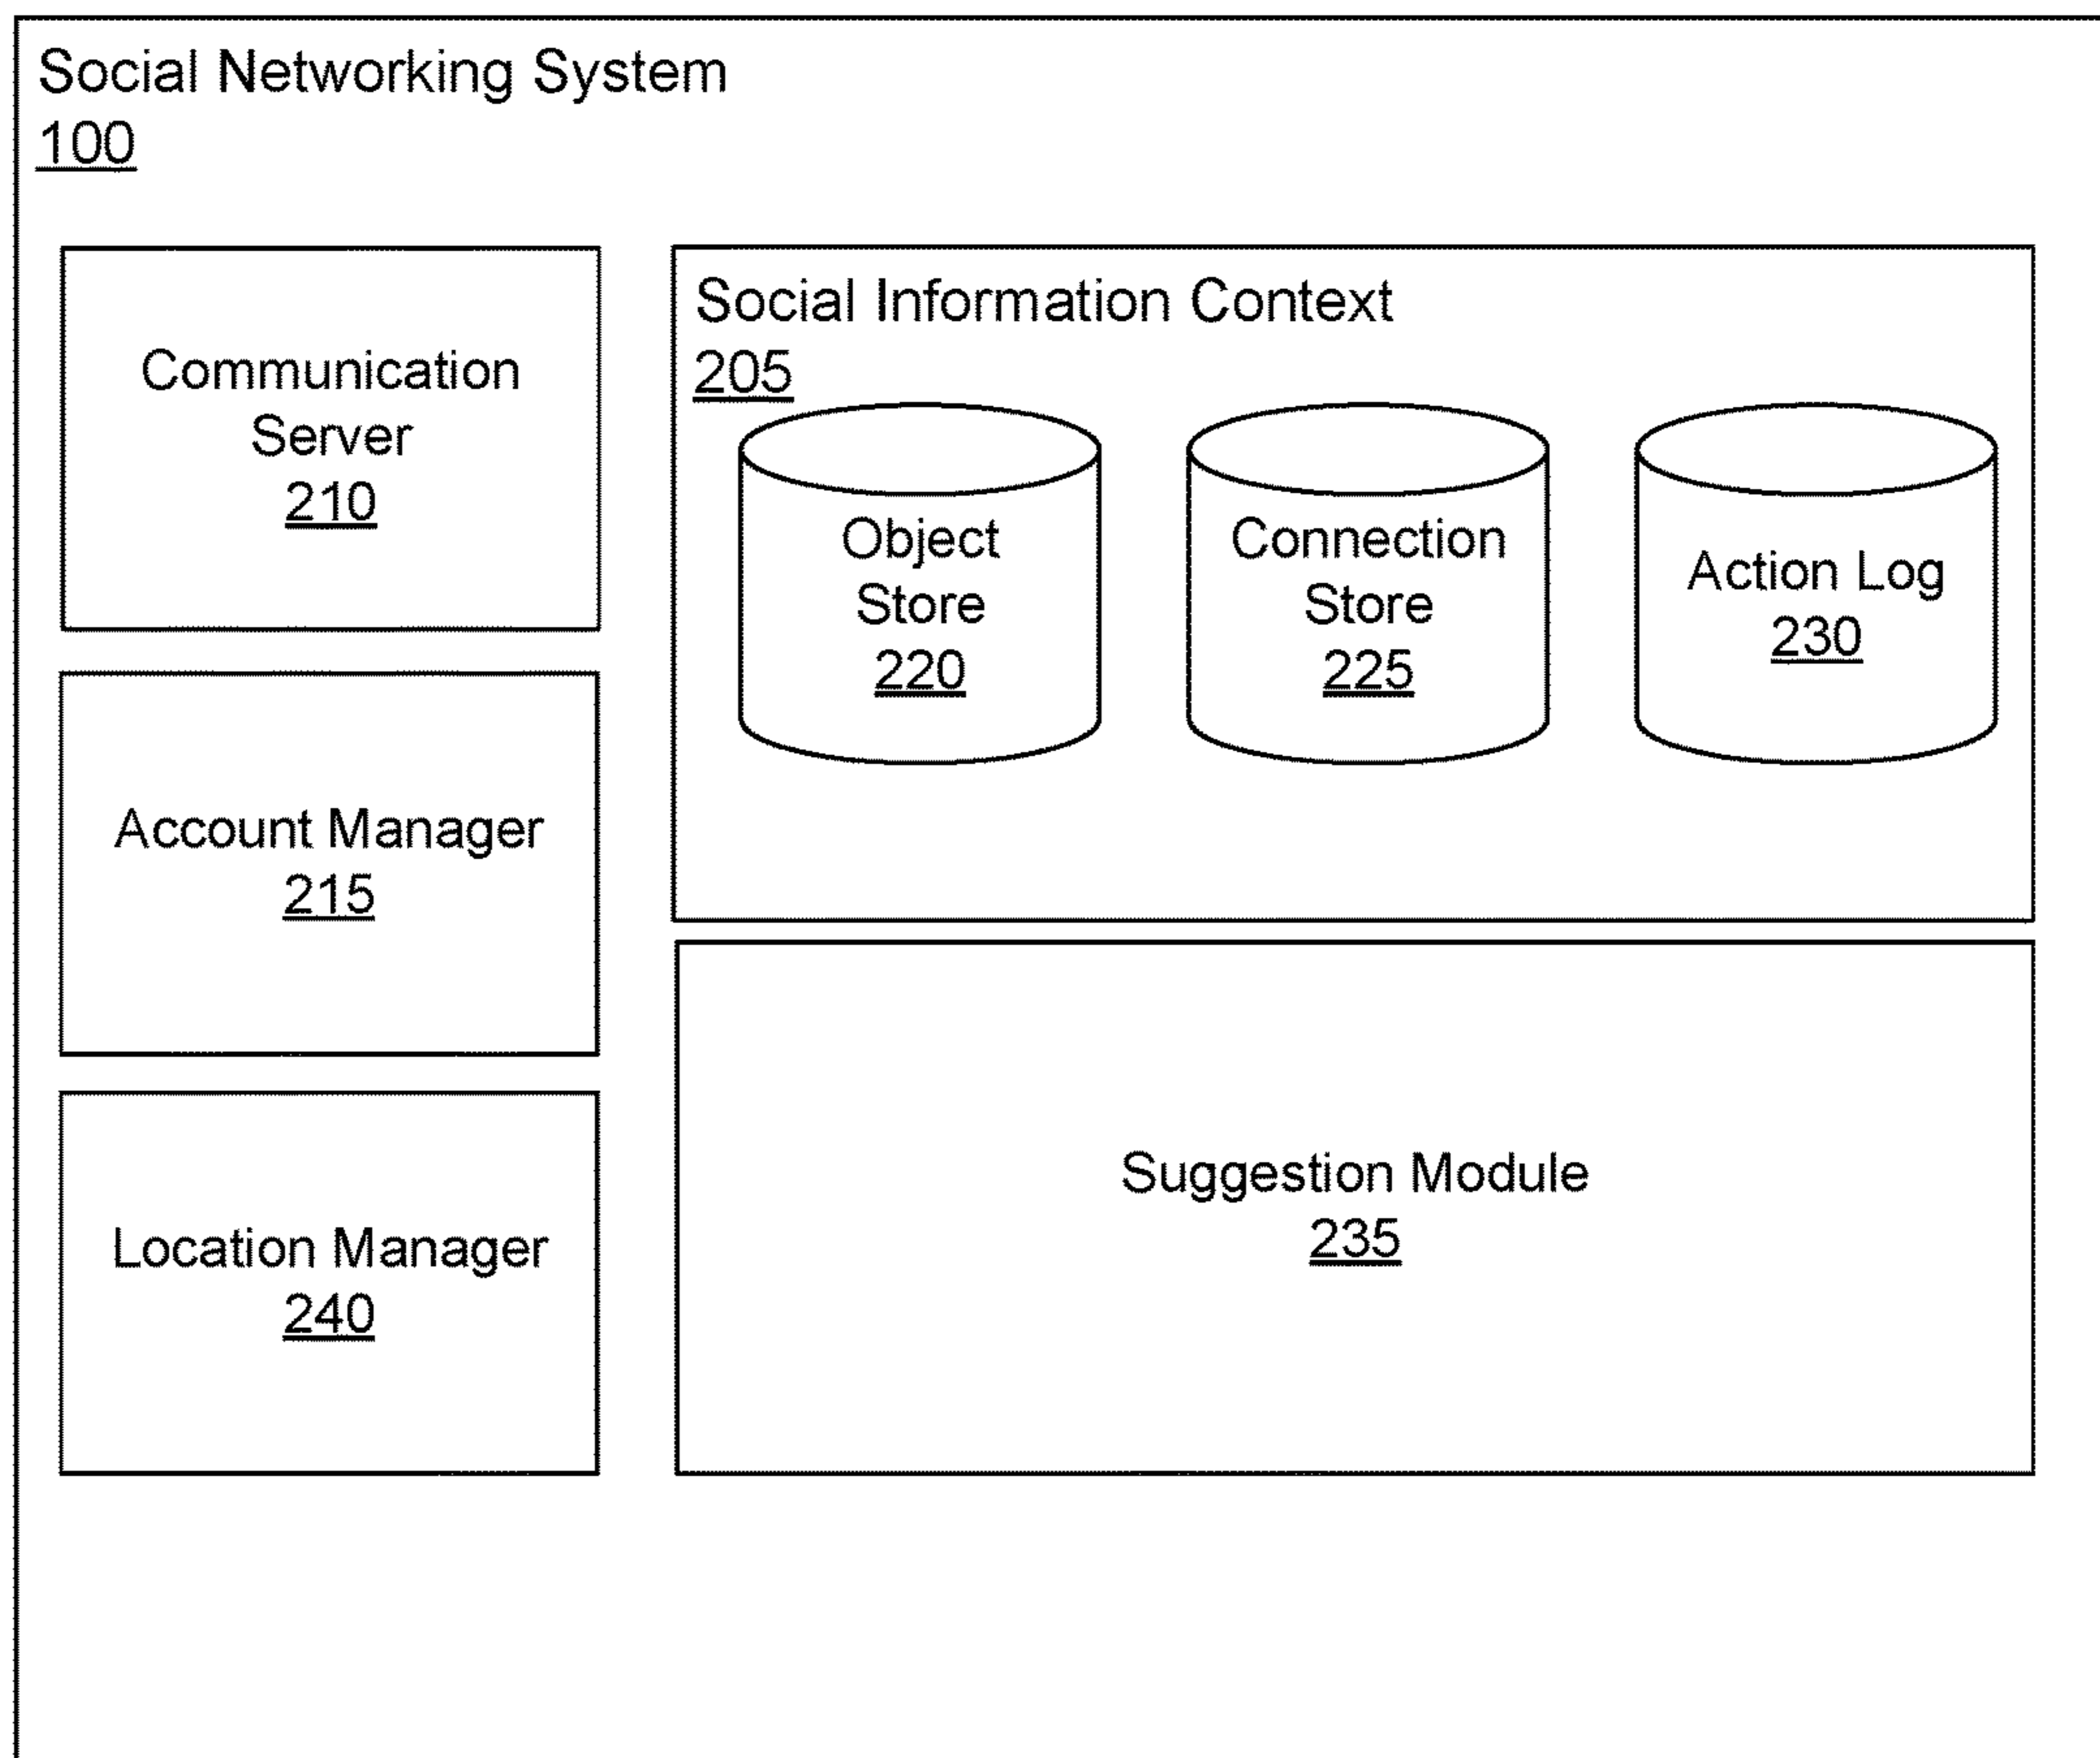 Social Networking System
100
Communication
Server
210
Account Manager
215
Location Manager
240
Social Information Context
205
Object
Store
220
Connection
Store
225
Action Log
230
Suggestion Module
235